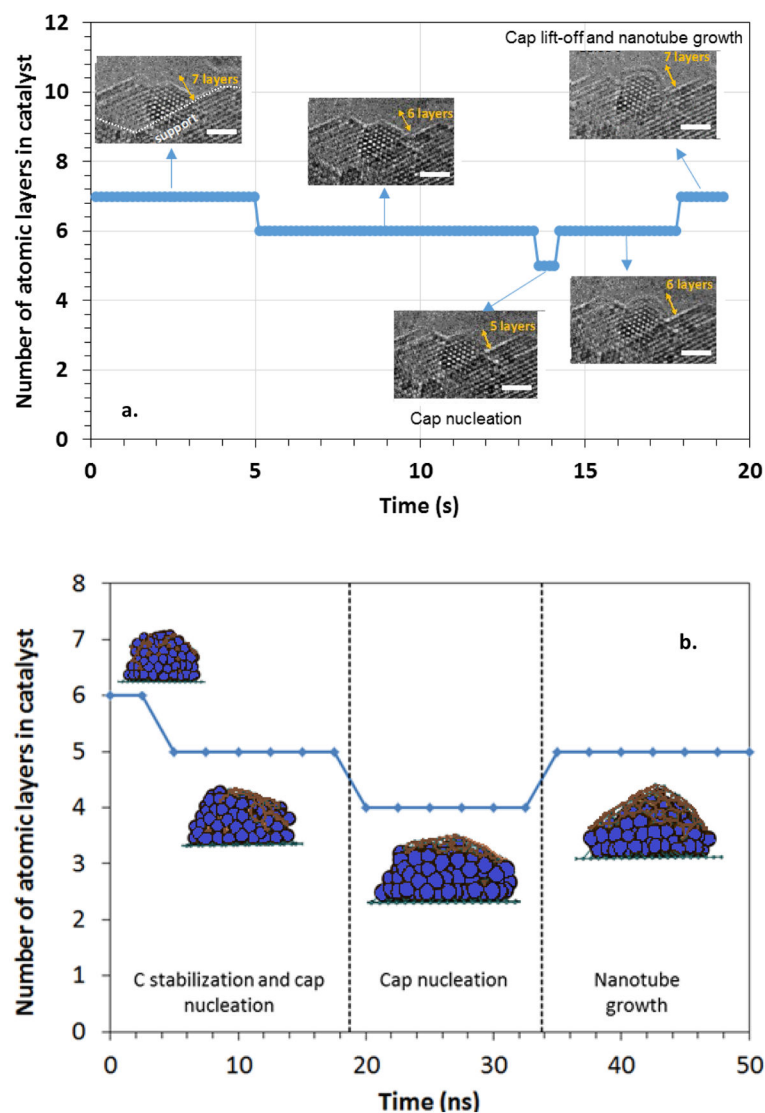 Number of atomic layers in catalyst
12
10
8
6
4
2
0
Cap lift-off and nanotube growth
7 layers
support
6 layers
7 layers
5 layers
6 layers
Cap nucleation
a.
0
5
10
15
20
Time (s)
Number of atomic layers in catalyst
8
7
6
5
4
3
2
1
0
b.
C stabilization and cap
nucleation
Cap nucleation
Nanotube
growth
0
10
20
30
40
50
Time (ns)